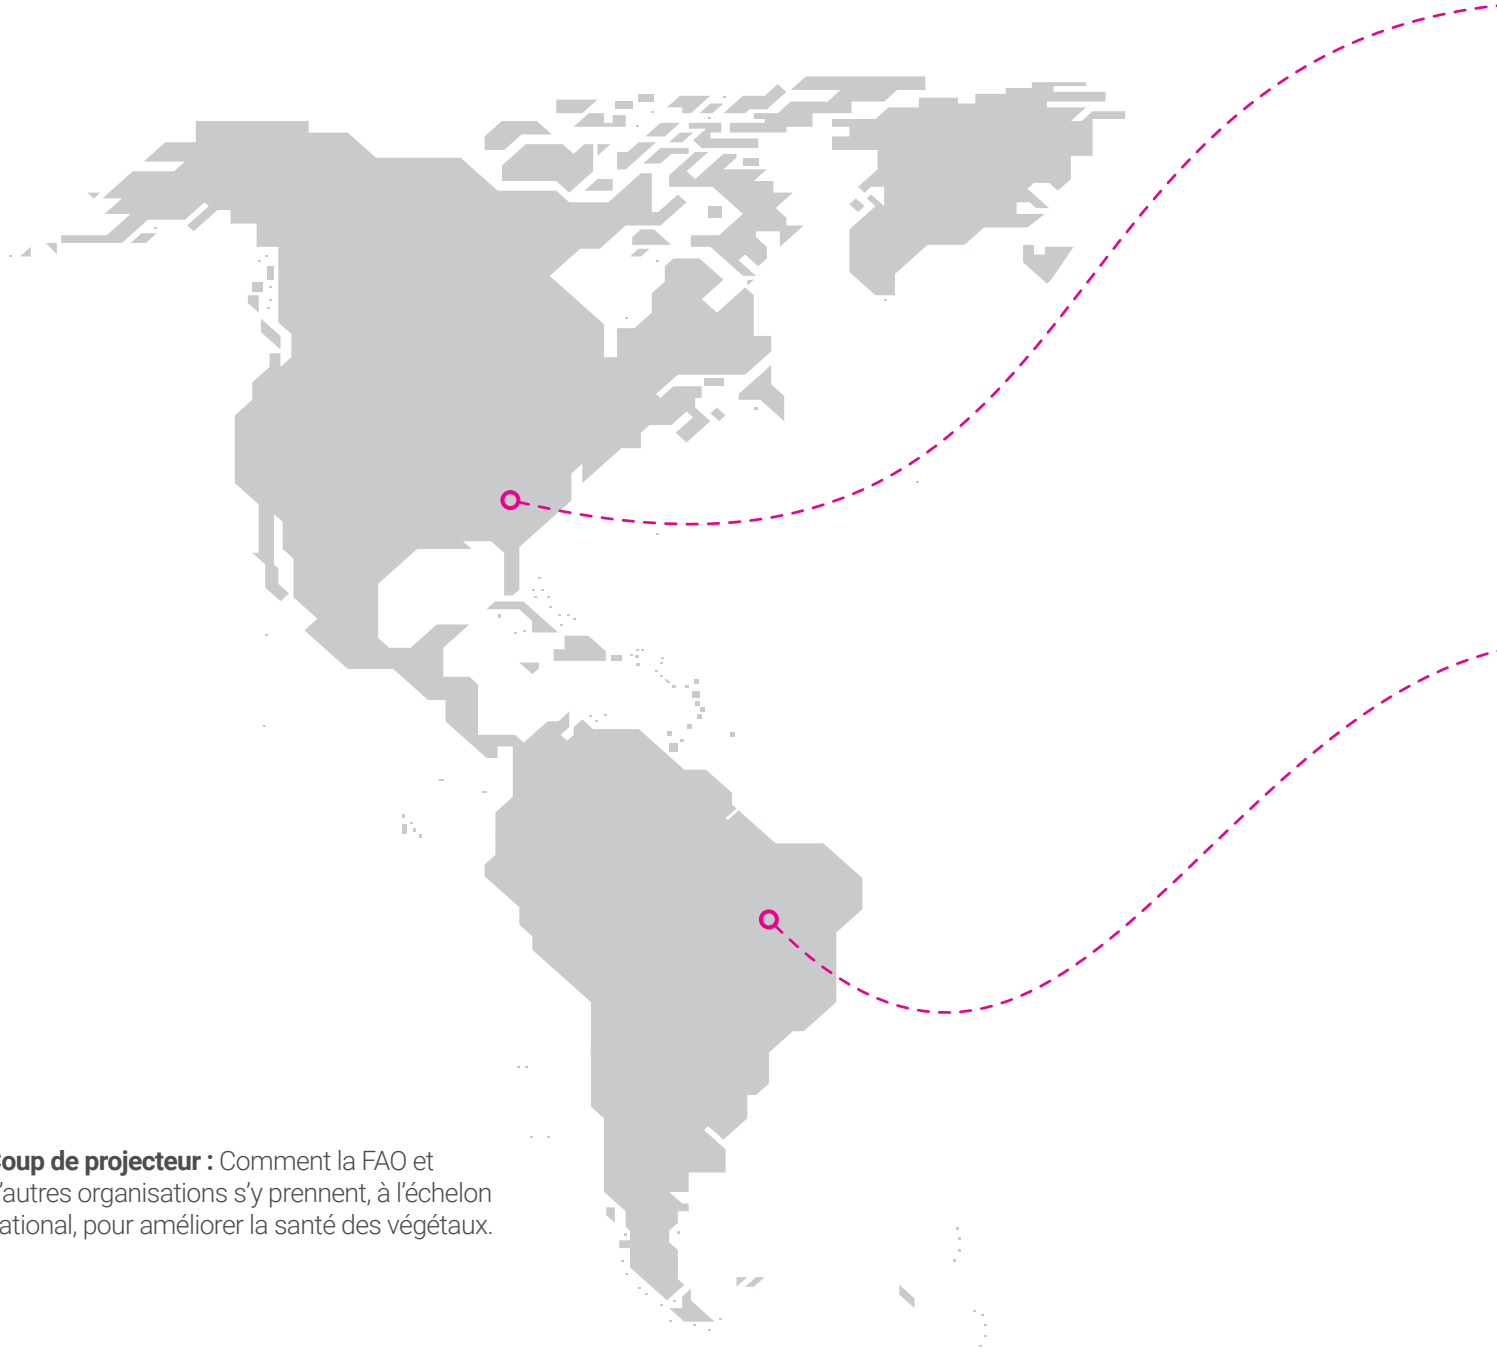 oup de projecteur : Comment la FAO et
'autres organisations s'y prennent, à l'échelon
ational, pour améliorer la santé des végétaux.